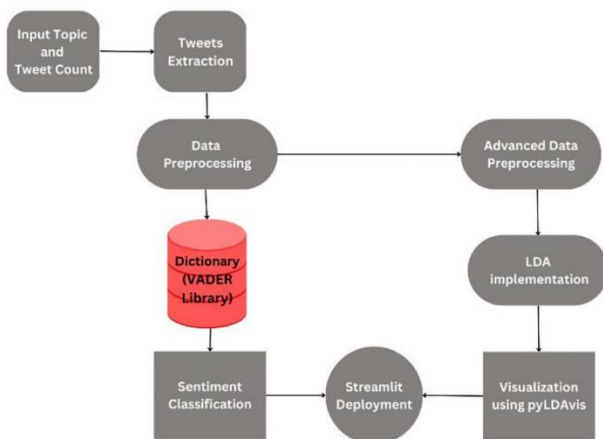 Input Topic
and
Tweet Count
Tweets
Extraction
Data
Preprocessing
Advanced Data
Preprocessing
Dictionary
(VADER
Library)
LDA
implementation
Sentiment
Classification
Streamlit
Deployment
Visualization
using pyLDAvis